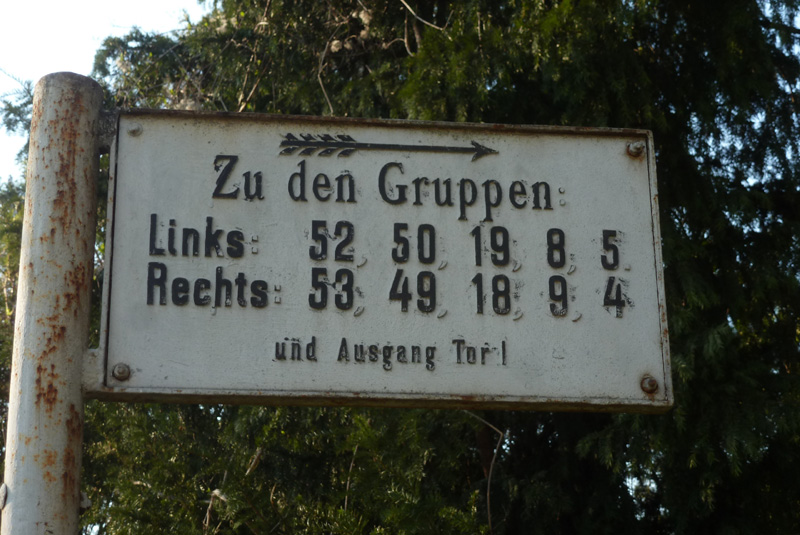 Zu den Gruppen:
Links: 52, 50, 19, 8, 5.
Rechts: 53, 49, 18, 9, 4
und Ausgang Tor I